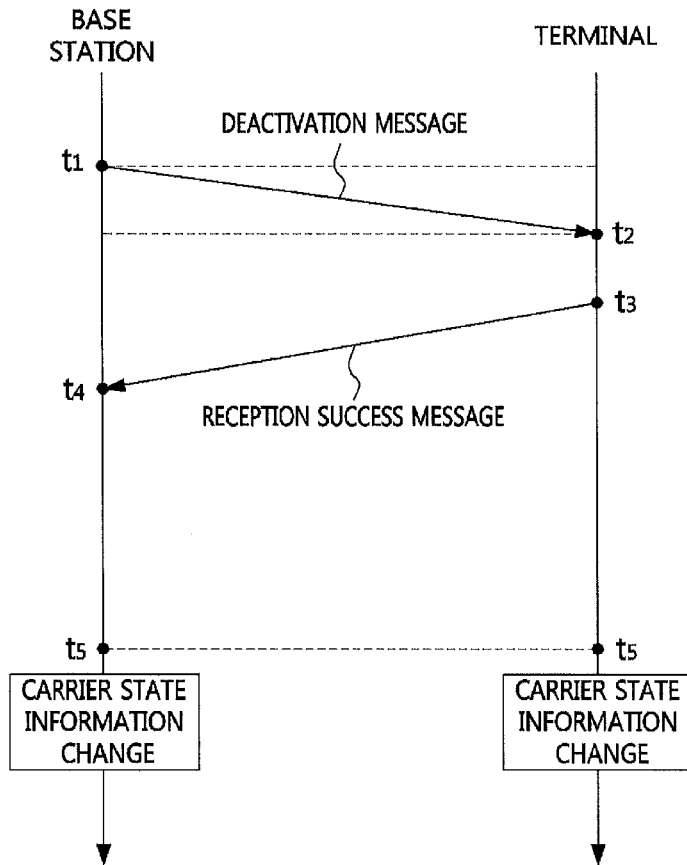 BASE
STATION
TERMINAL
DEACTIVATION MESSAGE
t1
t2
t3
t4
RECEPTION SUCCESS MESSAGE
t5
t5
CARRIER STATE
INFORMATION
CHANGE
CARRIER STATE
INFORMATION
CHANGE